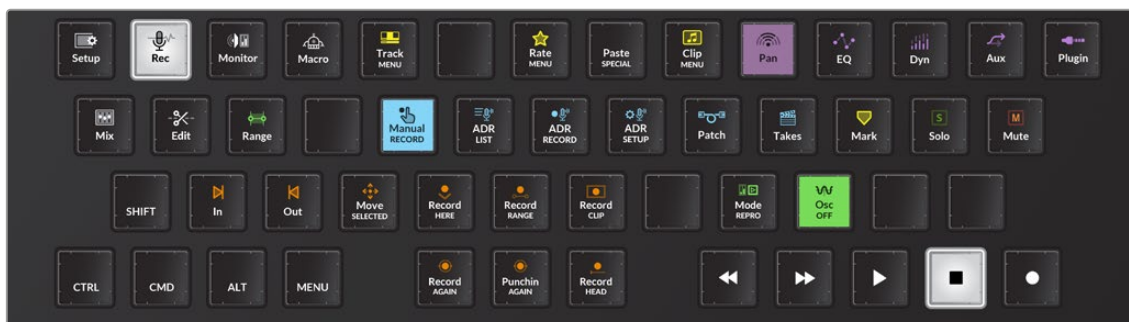 Setup
Rec
Monitor
Macro
Track
MENU
Rate
MENU
Paste
SPECIAL
Clip
MENU
Pan
EQ
Dyn
Aux
Plugin
Mix
Edit
Range
Manual
RECORD
ADR
LIST
ADR
RECORD
ADR
SETUP
Patch
Takes
Mark
S
Solo
M
Mute
SHIFT
In
Out
Move
SELECTED
Record
HERE
Record
RANGE
Record
CLIP
Mode
REPRO
Osc
OFF
CTRL
CMD
ALT
MENU
Record
AGAIN
Punchin
AGAIN
Record
HEAD